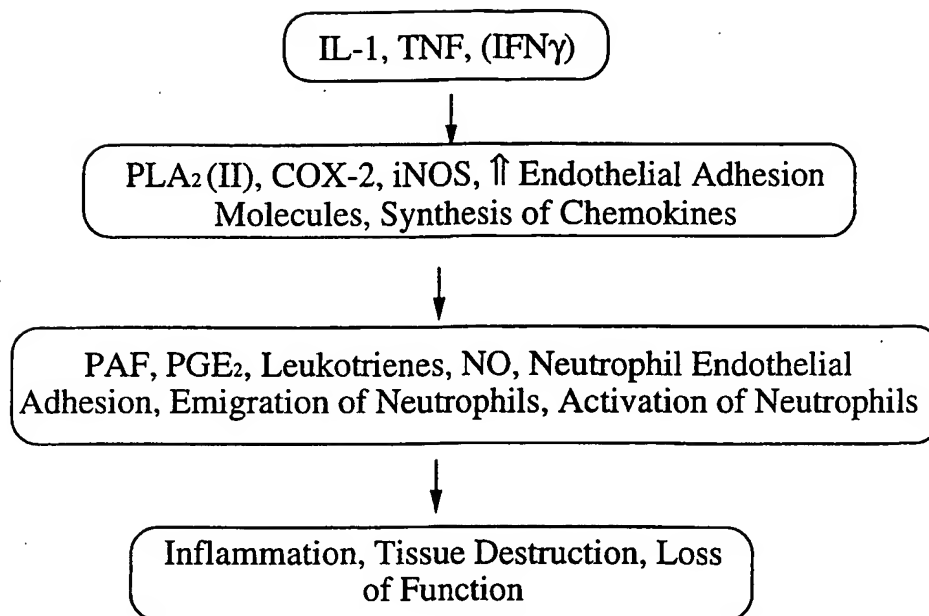 IL-1, TNF, (IFNγ)
PLA₂ (II), COX-2, iNOS, ⇑ Endothelial Adhesion
Molecules, Synthesis of Chemokines
PAF, PGE₂, Leukotrienes, NO, Neutrophil Endothelial
Adhesion, Emigration of Neutrophils, Activation of Neutrophils
Inflammation, Tissue Destruction, Loss
of Function